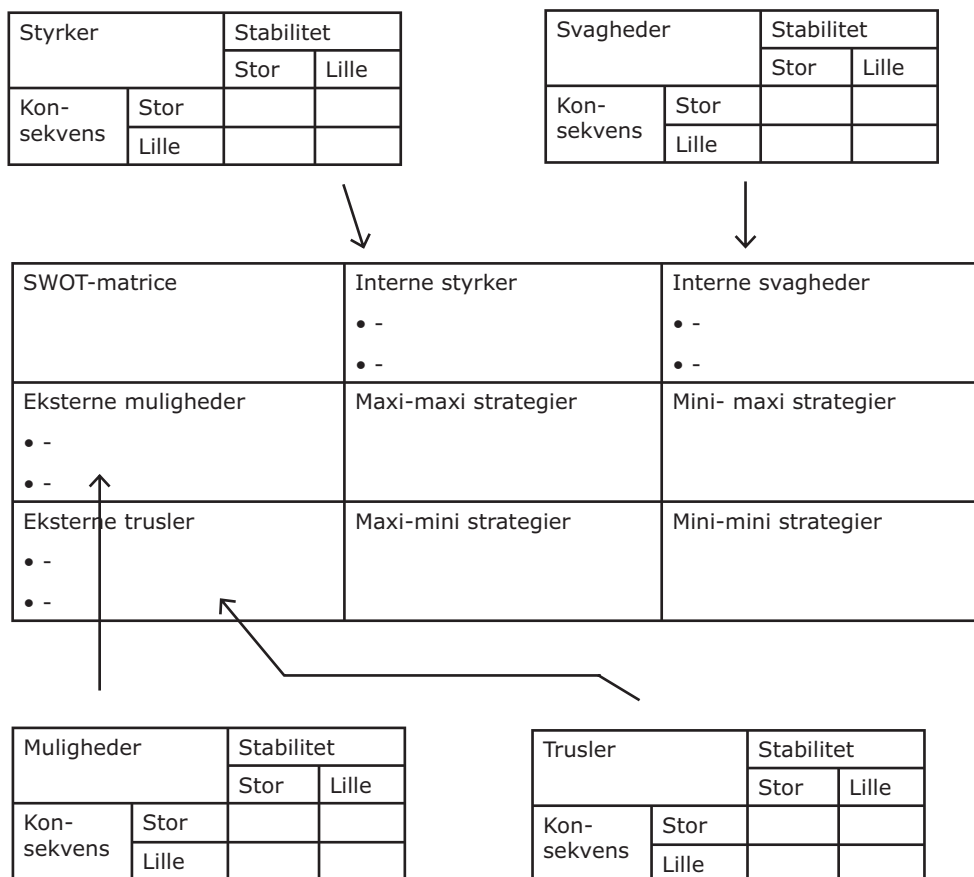 Styrker
Stabilitet
Stor
Lille
Kon-
sekvens
Stor
Lille
Svagheder
Stabilitet
Stor
Lille
Kon-
sekvens
Stor
Lille
SWOT-matrice
Interne styrker
• -
• -
Interne svagheder
• -
• -
Eksterne muligheder
• -
• -
Maxi-maxi strategier
Mini- maxi strategier
Eksterne trusler
• -
• -
Maxi-mini strategier
Mini-mini strategier
Muligheder
Stabilitet
Stor
Lille
Kon-
sekvens
Stor
Lille
Trusler
Stabilitet
Stor
Lille
Kon-
sekvens
Stor
Lille